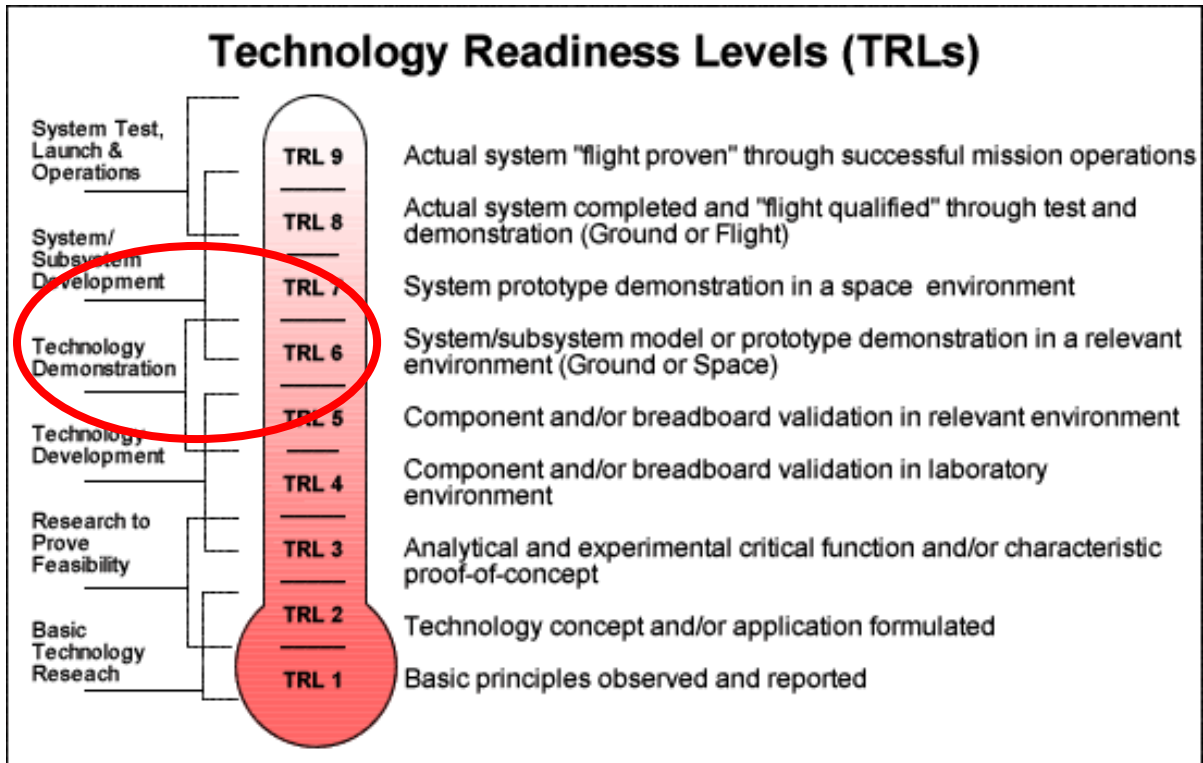 Technology Readiness Levels (TRLs)
System Test,
Launch &
Operations
System/
Subsystem
Development
Technology
Demonstration
Technology
Development
Research to
Prove
Feasibility
Basic
Technology
Reseach
TRL 9
Actual system "flight proven" through successful mission operations
TRL 8
Actual system completed and "flight qualified" through test and
demonstration (Ground or Flight)
TRL 7
System prototype demonstration in a space environment
TRL 6
System/subsystem model or prototype demonstration in a relevant
environment (Ground or Space)
TRL 5
Component and/or breadboard validation in relevant environment
TRL 4
Component and/or breadboard validation in laboratory
environment
TRL 3
Analytical and experimental critical function and/or characteristic
proof-of-concept
TRL 2
Technology concept and/or application formulated
TRL 1
Basic principles observed and reported